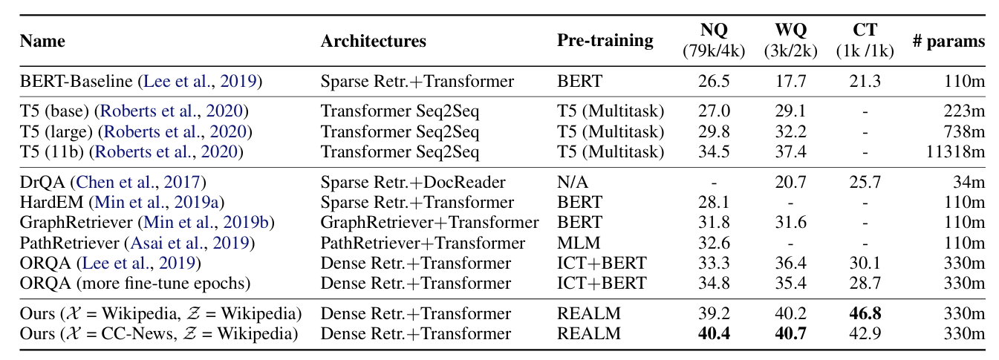 Name Architectures Pre-training NQ WQ CT # params
(79k/4k) (3k/2k) (1k /1k)
BERT-Baseline (Lee et al., 2019) Sparse Retr.+Transformer BERT 26.5 17.7 21.3 110m
T5 (base) (Roberts et al., 2020) Transformer Seq2Seq T5 (Multitask) 27.0 29.1 - 223m
T5 (large) (Roberts et al., 2020) Transformer Seq2Seq T5 (Multitask) 29.8 32.2 - 738m
T5 (11b) (Roberts et al., 2020) Transformer Seq2Seq T5 (Multitask) 34.5 37.4 - 11318m
DrQA (Chen et al., 2017) Sparse Retr.+DocReader N/A - 20.7 25.7 34m
HardEM (Min et al., 2019a) Sparse Retr.+Transformer BERT 28.1 - - 110m
GraphRetriever (Min et al., 2019b) GraphRetriever+Transformer BERT 31.8 31.6 - 110m
PathRetriever (Asai et al., 2019) PathRetriever+Transformer MLM 32.6 - - 110m
ORQA (Lee et al., 2019) Dense Retr.+Transformer ICT+BERT 33.3 36.4 30.1 330m
ORQA (more fine-tune epochs) Dense Retr.+Transformer ICT+BERT 34.8 35.4 28.7 330m
Ours (𝒳 = Wikipedia, 𝒵 = Wikipedia) Dense Retr.+Transformer REALM 39.2 40.2 46.8 330m
Ours (𝒳 = CC-News, 𝒵 = Wikipedia) Dense Retr.+Transformer REALM 40.4 40.7 42.9 330m